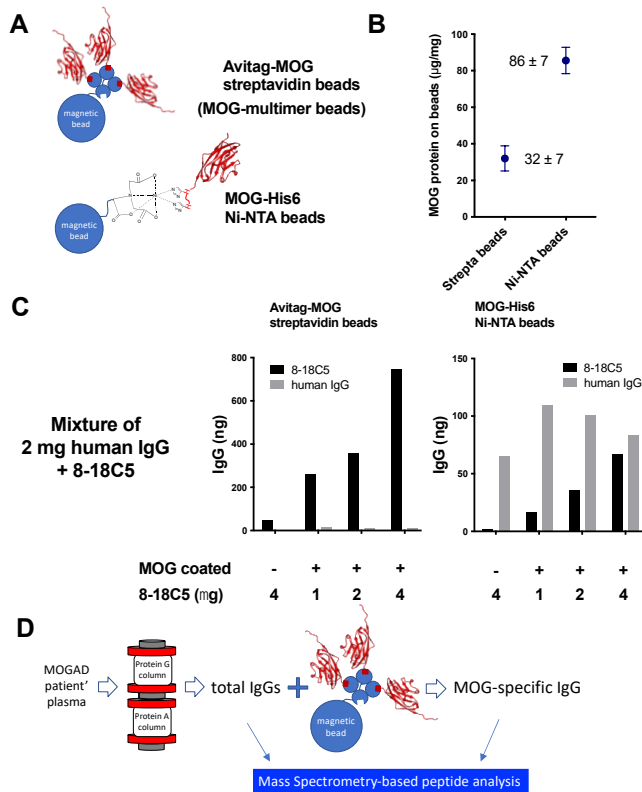 A
Avitag-MOG
streptavidin beads
(MOG-multimer beads)
magnetic
bead
MOG-His6
Ni-NTA beads
magnetic
bead
B
MOG protein on beads (µg/mg)
100
80
60
40
20
0
86 ± 7
32 ± 7
Strepta beads
Ni-NTA beads
C
Mixture of
2 mg human IgG
+ 8-18C5
Avitag-MOG
streptavidin beads
IgG (ng)
800
600
400
200
0
8-18C5
human IgG
MOG-His6
Ni-NTA beads
IgG (ng)
150
100
50
0
8-18C5
human IgG
MOG coated - + + + - + + +
8-18C5 (mg) 4 1 2 4 4 1 2 4
D
MOGAD
patient’
plasma
Protein G
column
Protein A
column
total IgGs
+
magnetic
bead
MOG-specific IgG
Mass Spectrometry-based peptide analysis